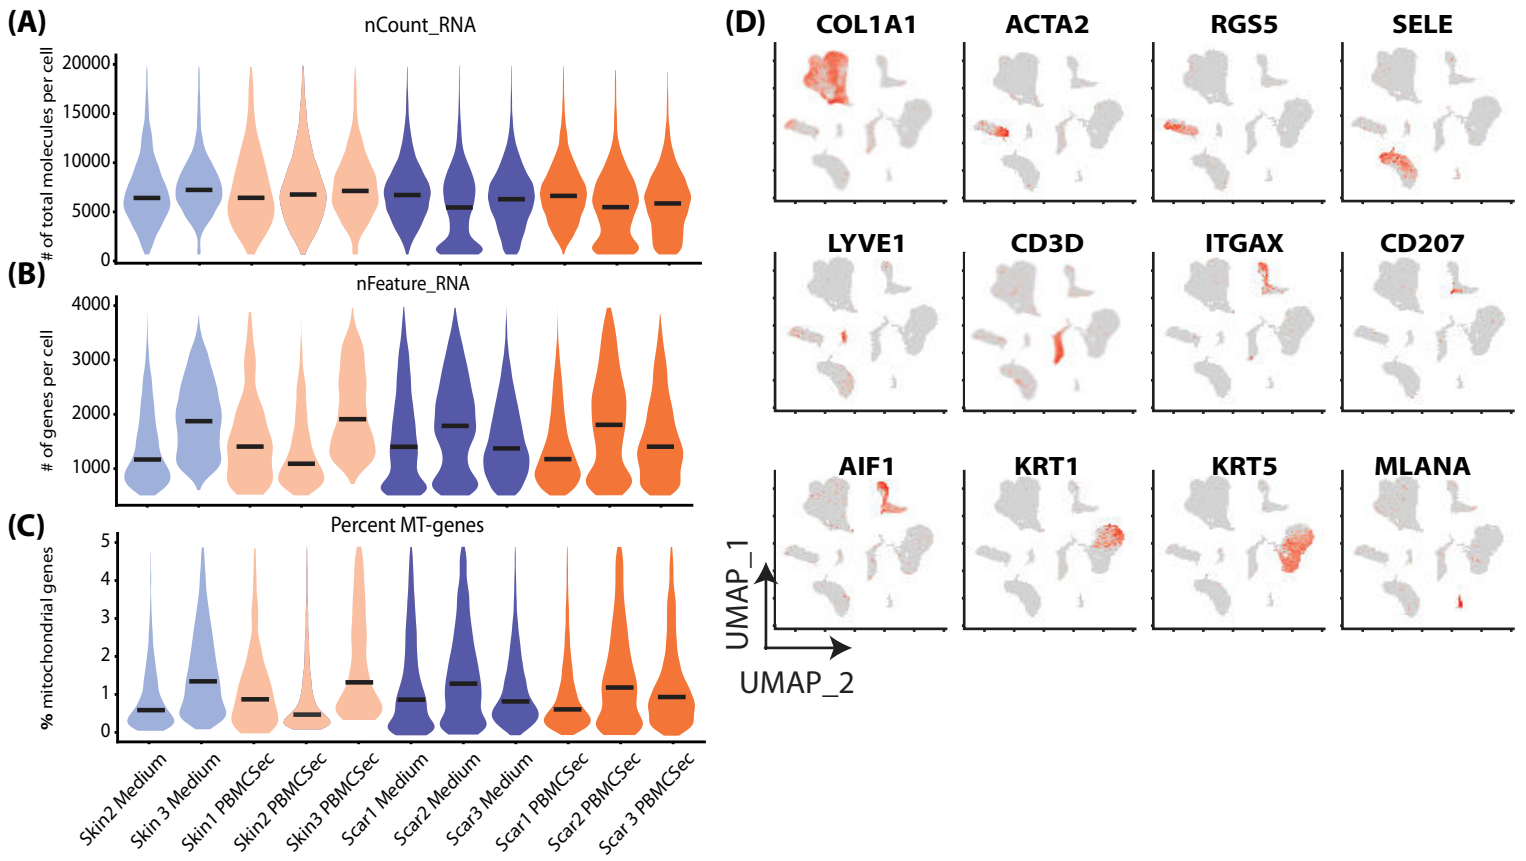 (A)
nCount_RNA
# of total molecules per cell
20000
15000
10000
5000
0
(B)
nFeature_RNA
# of genes per cell
4000
3000
2000
1000
(C)
Percent MT-genes
% mitochondrial genes
5
4
3
2
1
0
Skin2 Medium
Skin 3 Medium
Skin1 PBMCSec
Skin2 PBMCSec
Skin3 PBMCSec
Scar1 Medium
Scar2 Medium
Scar3 Medium
Scar1 PBMCSec
Scar2 PBMCSec
Scar 3 PBMCSec
(D)
COL1A1
ACTA2
RGS5
SELE
LYVE1
CD3D
ITGAX
CD207
AIF1
KRT1
KRT5
MLANA
UMAP_1
UMAP_2